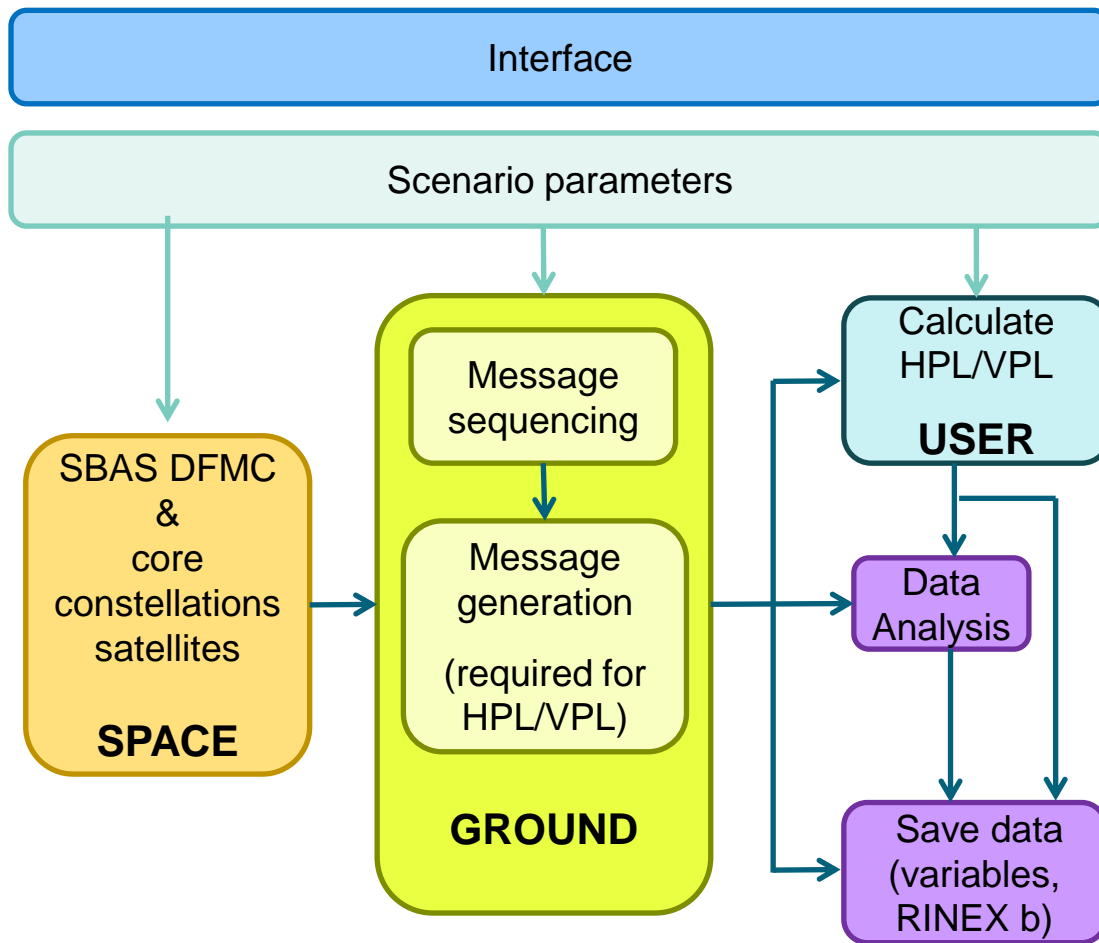 Interface
Scenario parameters
SBAS DFMC
&
core
constellations
satellites
SPACE
Message
sequencing
Message
generation
(required for
HPL/VPL)
GROUND
Calculate
HPL/VPL
USER
Data
Analysis
Save data
(variables,
RINEX b)